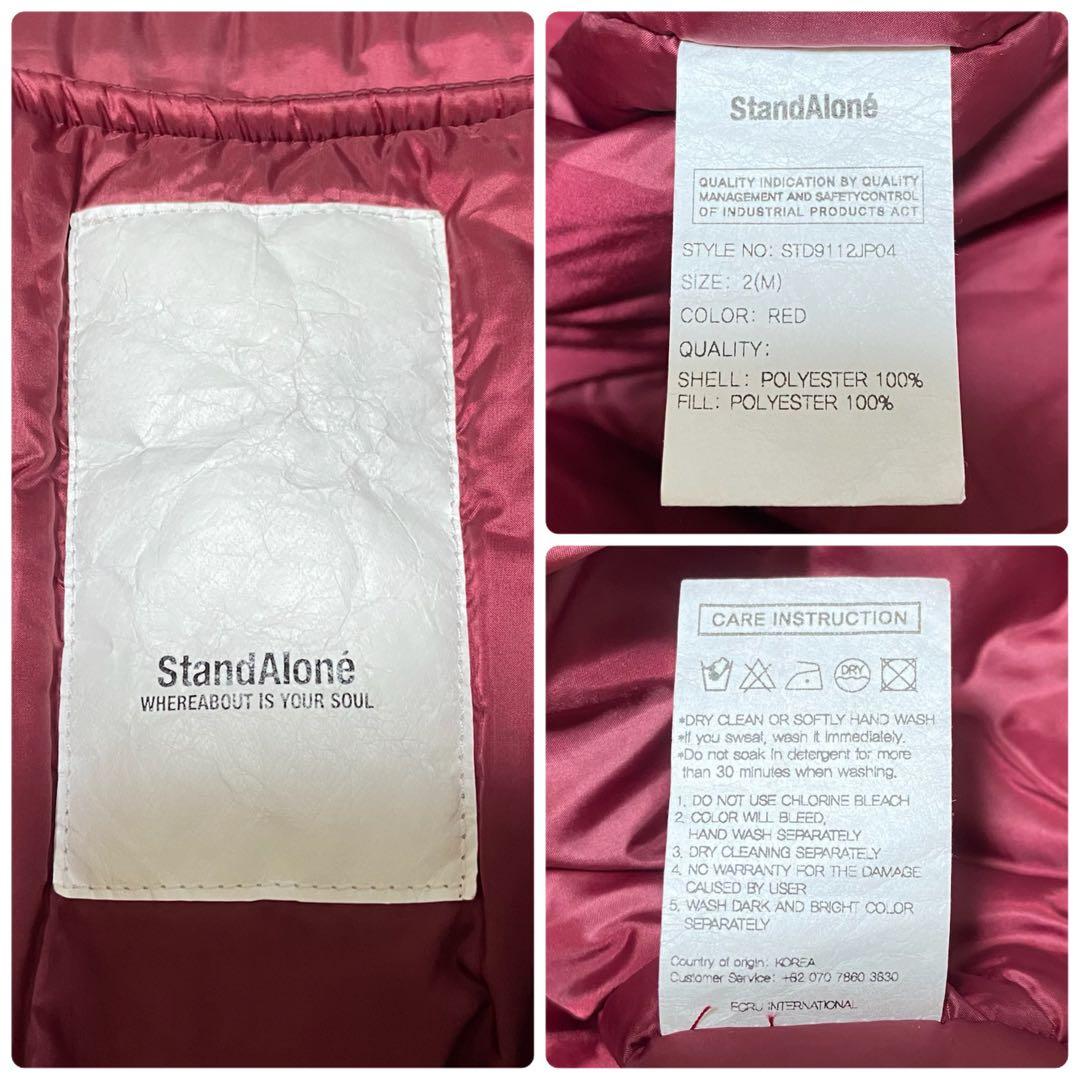 StandAloné
WHEREABOUT IS YOUR SOUL
StandAloné
QUALITY INDICATION BY QUALITY
MANAGEMENT AND SAFETYCONTROL
OF INDUSTRIAL PRODUCTS ACT
STYLE NO: STD9112JP04
SIZE: 2(M)
COLOR: RED
QUALITY:
SHELL: POLYESTER 100%
FILL: POLYESTER 100%
CARE INSTRUCTION
DRY
*DRY CLEAN OR SOFTLY HAND WASH
*If you sweat, wash it immediately.
*Do not soak in detergent for more
than 30 minutes when washing.
1. DO NOT USE CHLORINE BLEACH
2. COLOR WILL BLEED,
HAND WASH SEPARATELY
3. DRY CLEANING SEPARATELY
4. NO WARRANTY FOR THE DAMAGE
CAUSED BY USER
5. WASH DARK AND BRIGHT COLOR
SEPARATELY
Country of origin: KOREA
Customer Service: +82 070 7860 3830
ECRU INTERNATIONAL